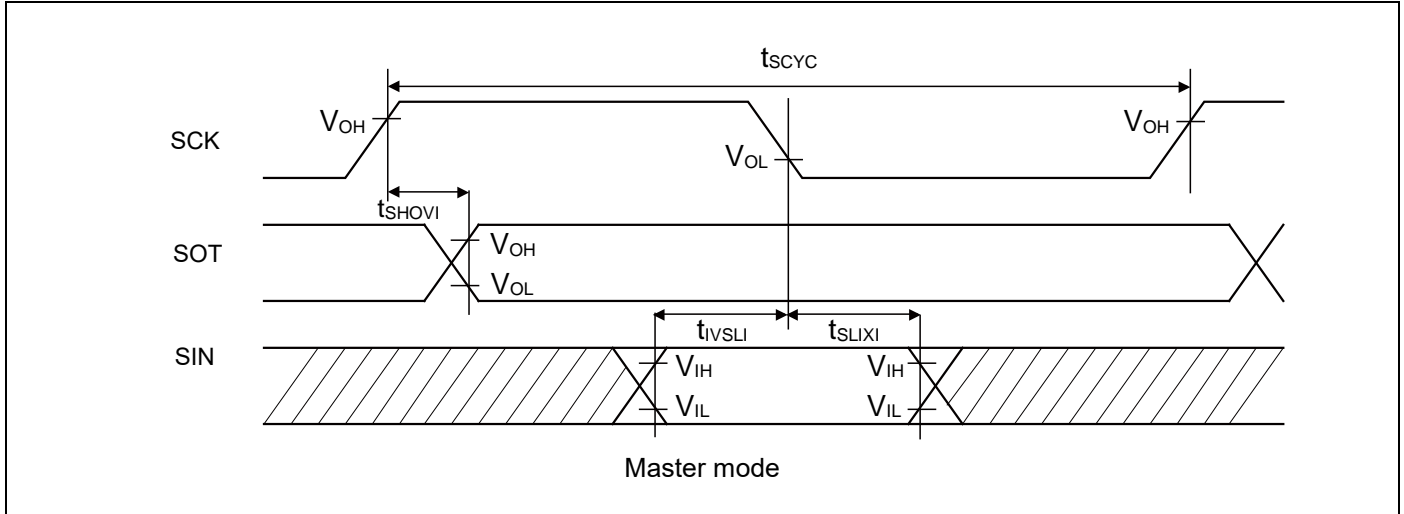 tSCYC
SCK
VOH
VOH
VOL
tSHOVI
SOT
VOH
VOL
tIVSLI
tSLIXI
SIN
VIH
VIH
VIL
VIL
Master mode